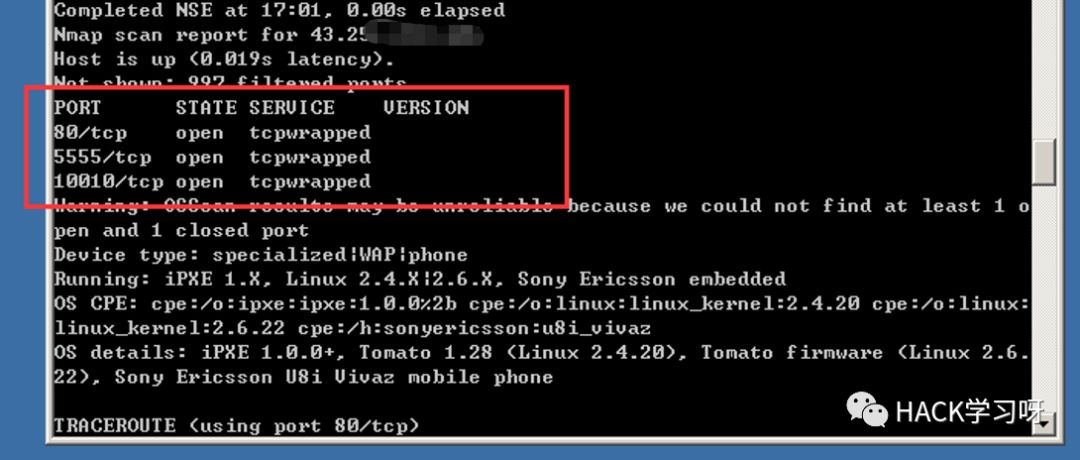 Completed NSE at 17:01, 0.00s elapsed
Nmap scan report for 43.25
Host is up (0.019s latency).
Not shown: 997 filtered ports
PORT STATE SERVICE VERSION
80/tcp open tcpwrapped
5555/tcp open tcpwrapped
10010/tcp open tcpwrapped
Warning: OSScan results may be unreliable because we could not find at least 1 o
pen and 1 closed port
Device type: specialized|WAP|phone
Running: iPXE 1.X, Linux 2.4.X|2.6.X, Sony Ericsson embedded
OS CPE: cpe:/o:ipxe:ipxe:1.0.0%2b cpe:/o:linux:linux_kernel:2.4.20 cpe:/o:linux:
linux_kernel:2.6.22 cpe:/h:sonyericsson:u8i_vivaz
OS details: iPXE 1.0.0+, Tomato 1.28 (Linux 2.4.20), Tomato firmware (Linux 2.6.
22), Sony Ericsson U8i Vivaz mobile phone
TRACEROUTE (using port 80/tcp)
HACK学习呀